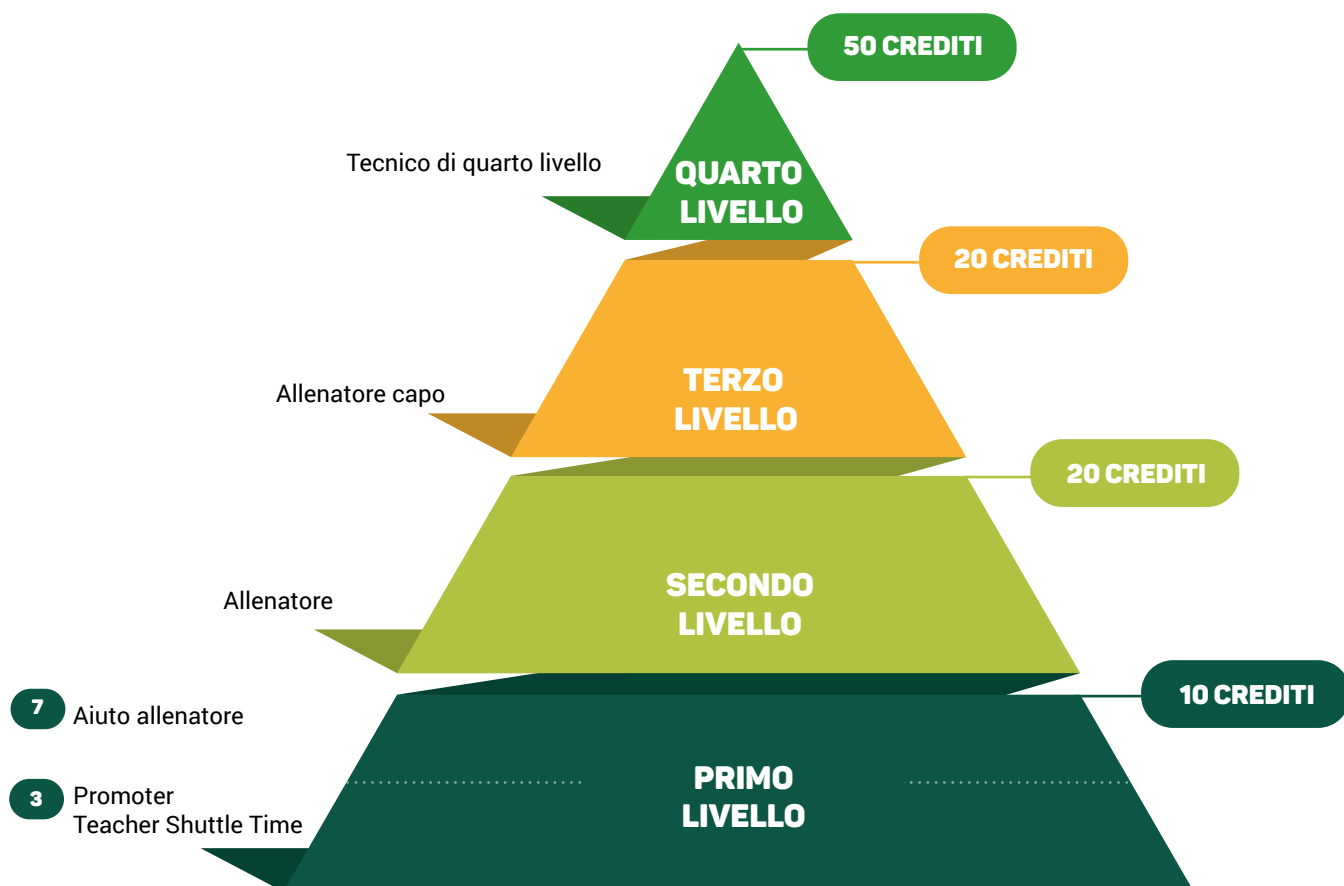 50 CREDITI
Tecnico di quarto livello
QUARTO
LIVELLO
20 CREDITI
Allenatore capo
TERZO
LIVELLO
20 CREDITI
Allenatore
SECONDO
LIVELLO
10 CREDITI
7 Aiuto allenatore
PRIMO
LIVELLO
3 Promoter
Teacher Shuttle Time